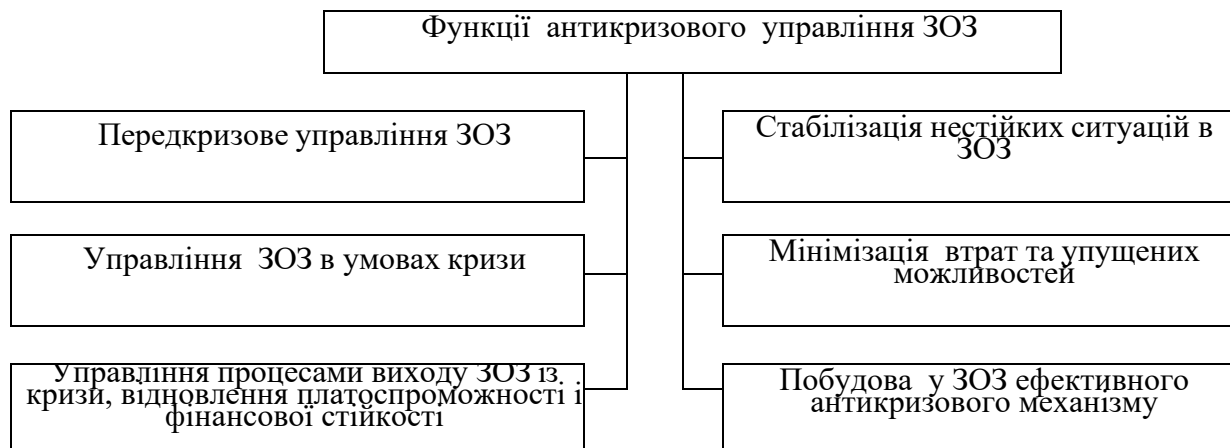 Функції антикризового управління ЗОЗ
Передкризове управління ЗОЗ
Стабілізація нестійких ситуацій в
ЗОЗ
Управління ЗОЗ в умовах кризи
Мінімізація втрат та упущених
можливостей
Управління процесами виходу ЗОЗ із
кризи, відновлення платоспроможності і
фінансової стійкості
Побудова у ЗОЗ ефективного
антикризового механізму